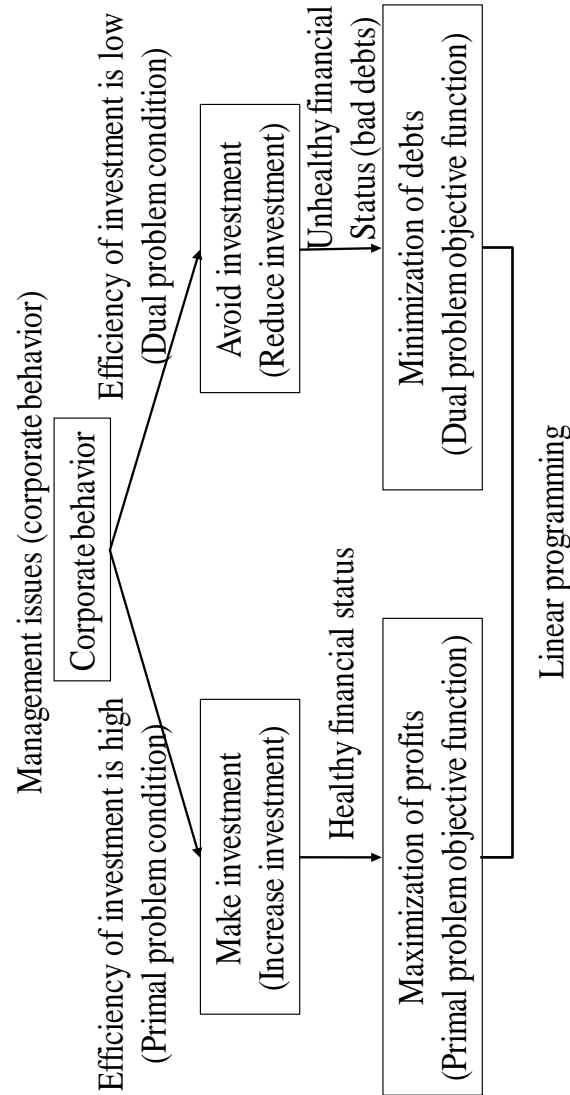 Management issues (corporate behavior)
Corporate behavior
Efficiency of investment is high
(Primal problem condition)
Efficiency of investment is low
(Dual problem condition)
Make investment
(Increase investment)
Avoid investment
(Reduce investment)
Healthy financial status
Unhealthy financial
Status (bad debts)
Maximization of profits
(Primal problem objective function)
Minimization of debts
(Dual problem objective function)
Linear programming